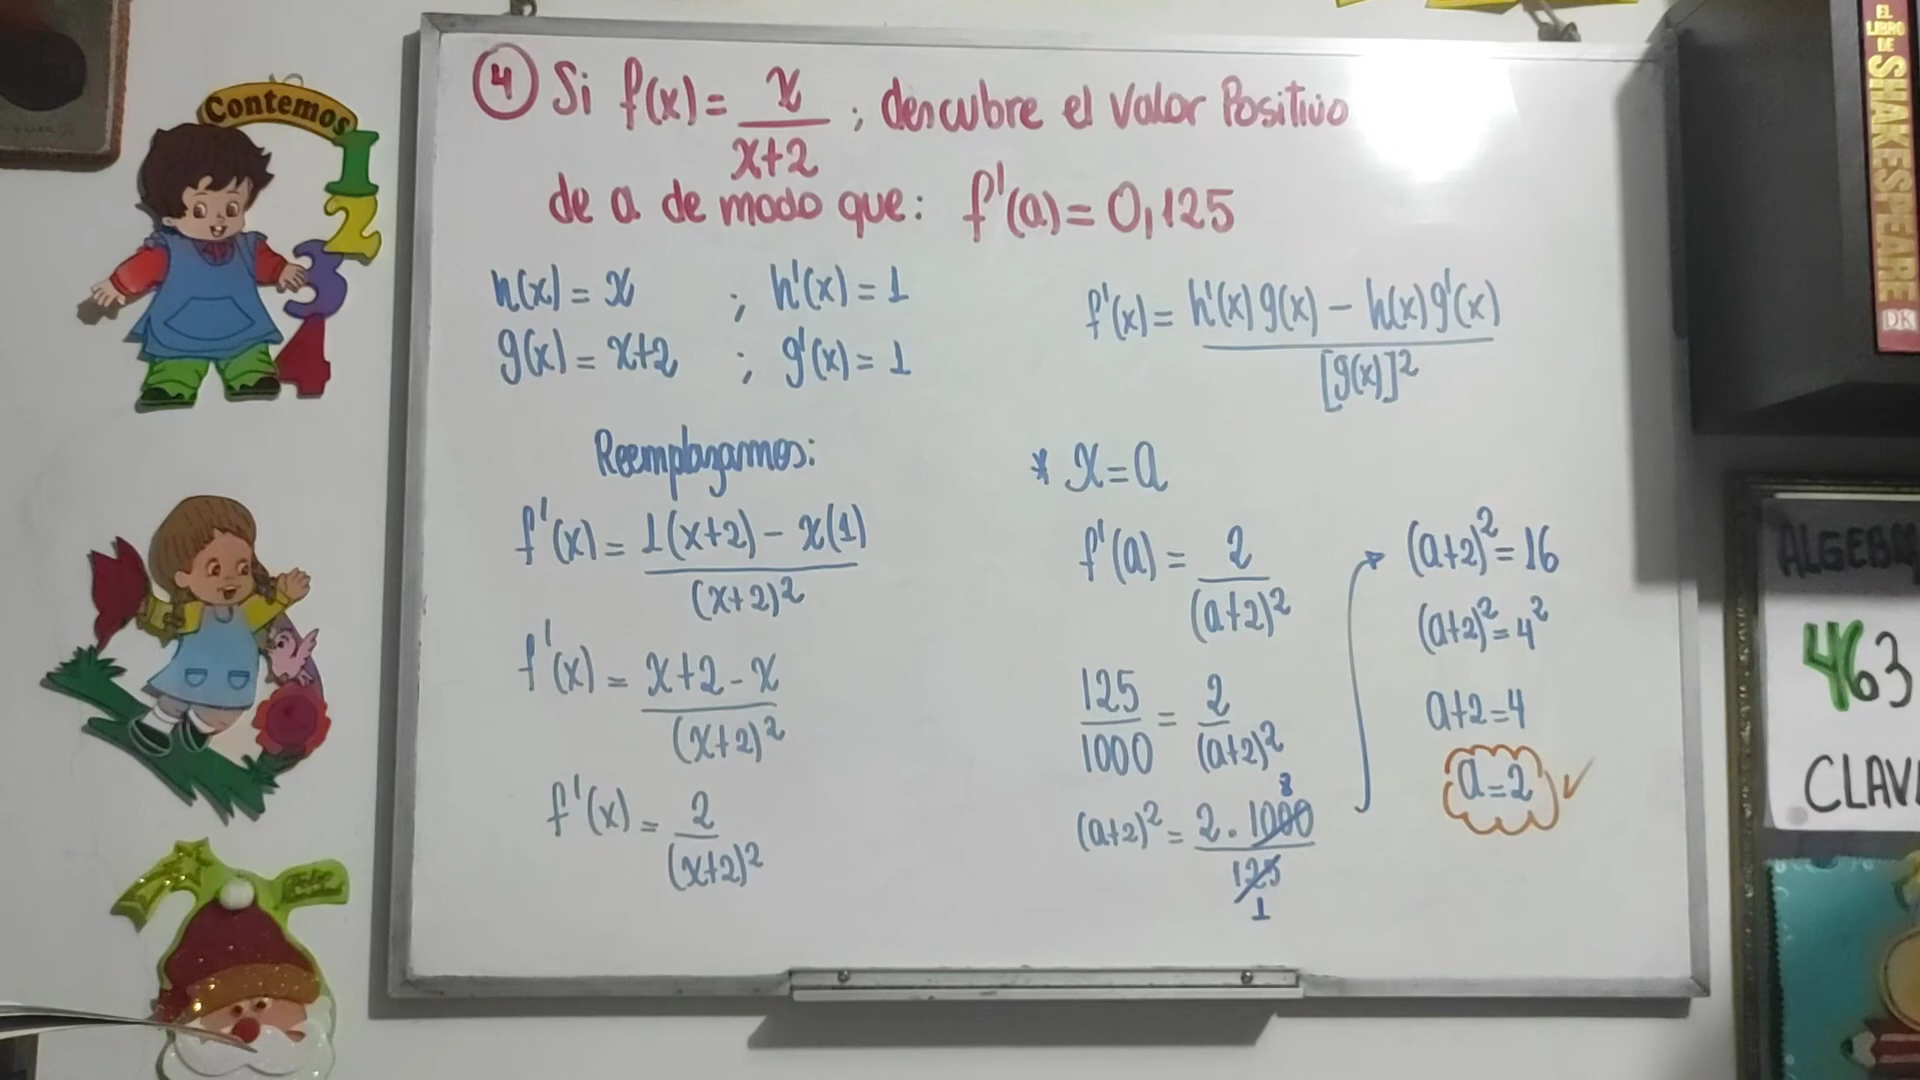 Contemos
1
2
3
4
④ Si f(x) = x/(x+2) ; descubre el valor positivo
de a de modo que: f'(a) = 0,125
h(x) = x ; h'(x) = 1
g(x) = x+2 ; g'(x) = 1
f'(x) = (h'(x)g(x) − h(x)g'(x))/[g(x)]²
Reemplazamos:
f'(x) = (1(x+2) − x(1))/(x+2)²
f'(x) = (x+2-x)/(x+2)²
f'(x) = 2/(x+2)²
* x = a
f'(a) = 2/(a+2)²
125/1000 = 2/(a+2)²
(a+2)² = (2 . 1000)/125
8
1
(a+2)² = 16
(a+2)² = 4²
a+2 = 4
a = 2 ✓
EL
LIBRO
DE
SHAKESPEARE
DK
463